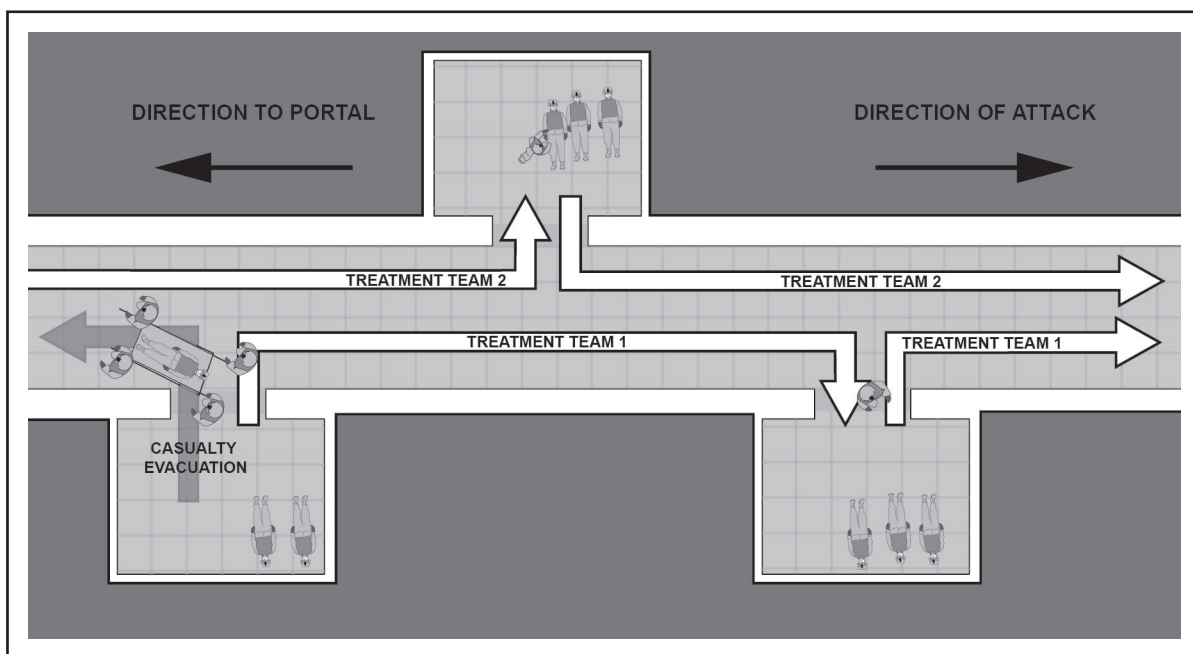 DIRECTION TO PORTAL
DIRECTION OF ATTACK
TREATMENT TEAM 2
TREATMENT TEAM 2
TREATMENT TEAM 1
TREATMENT TEAM 1
CASUALTY
EVACUATION